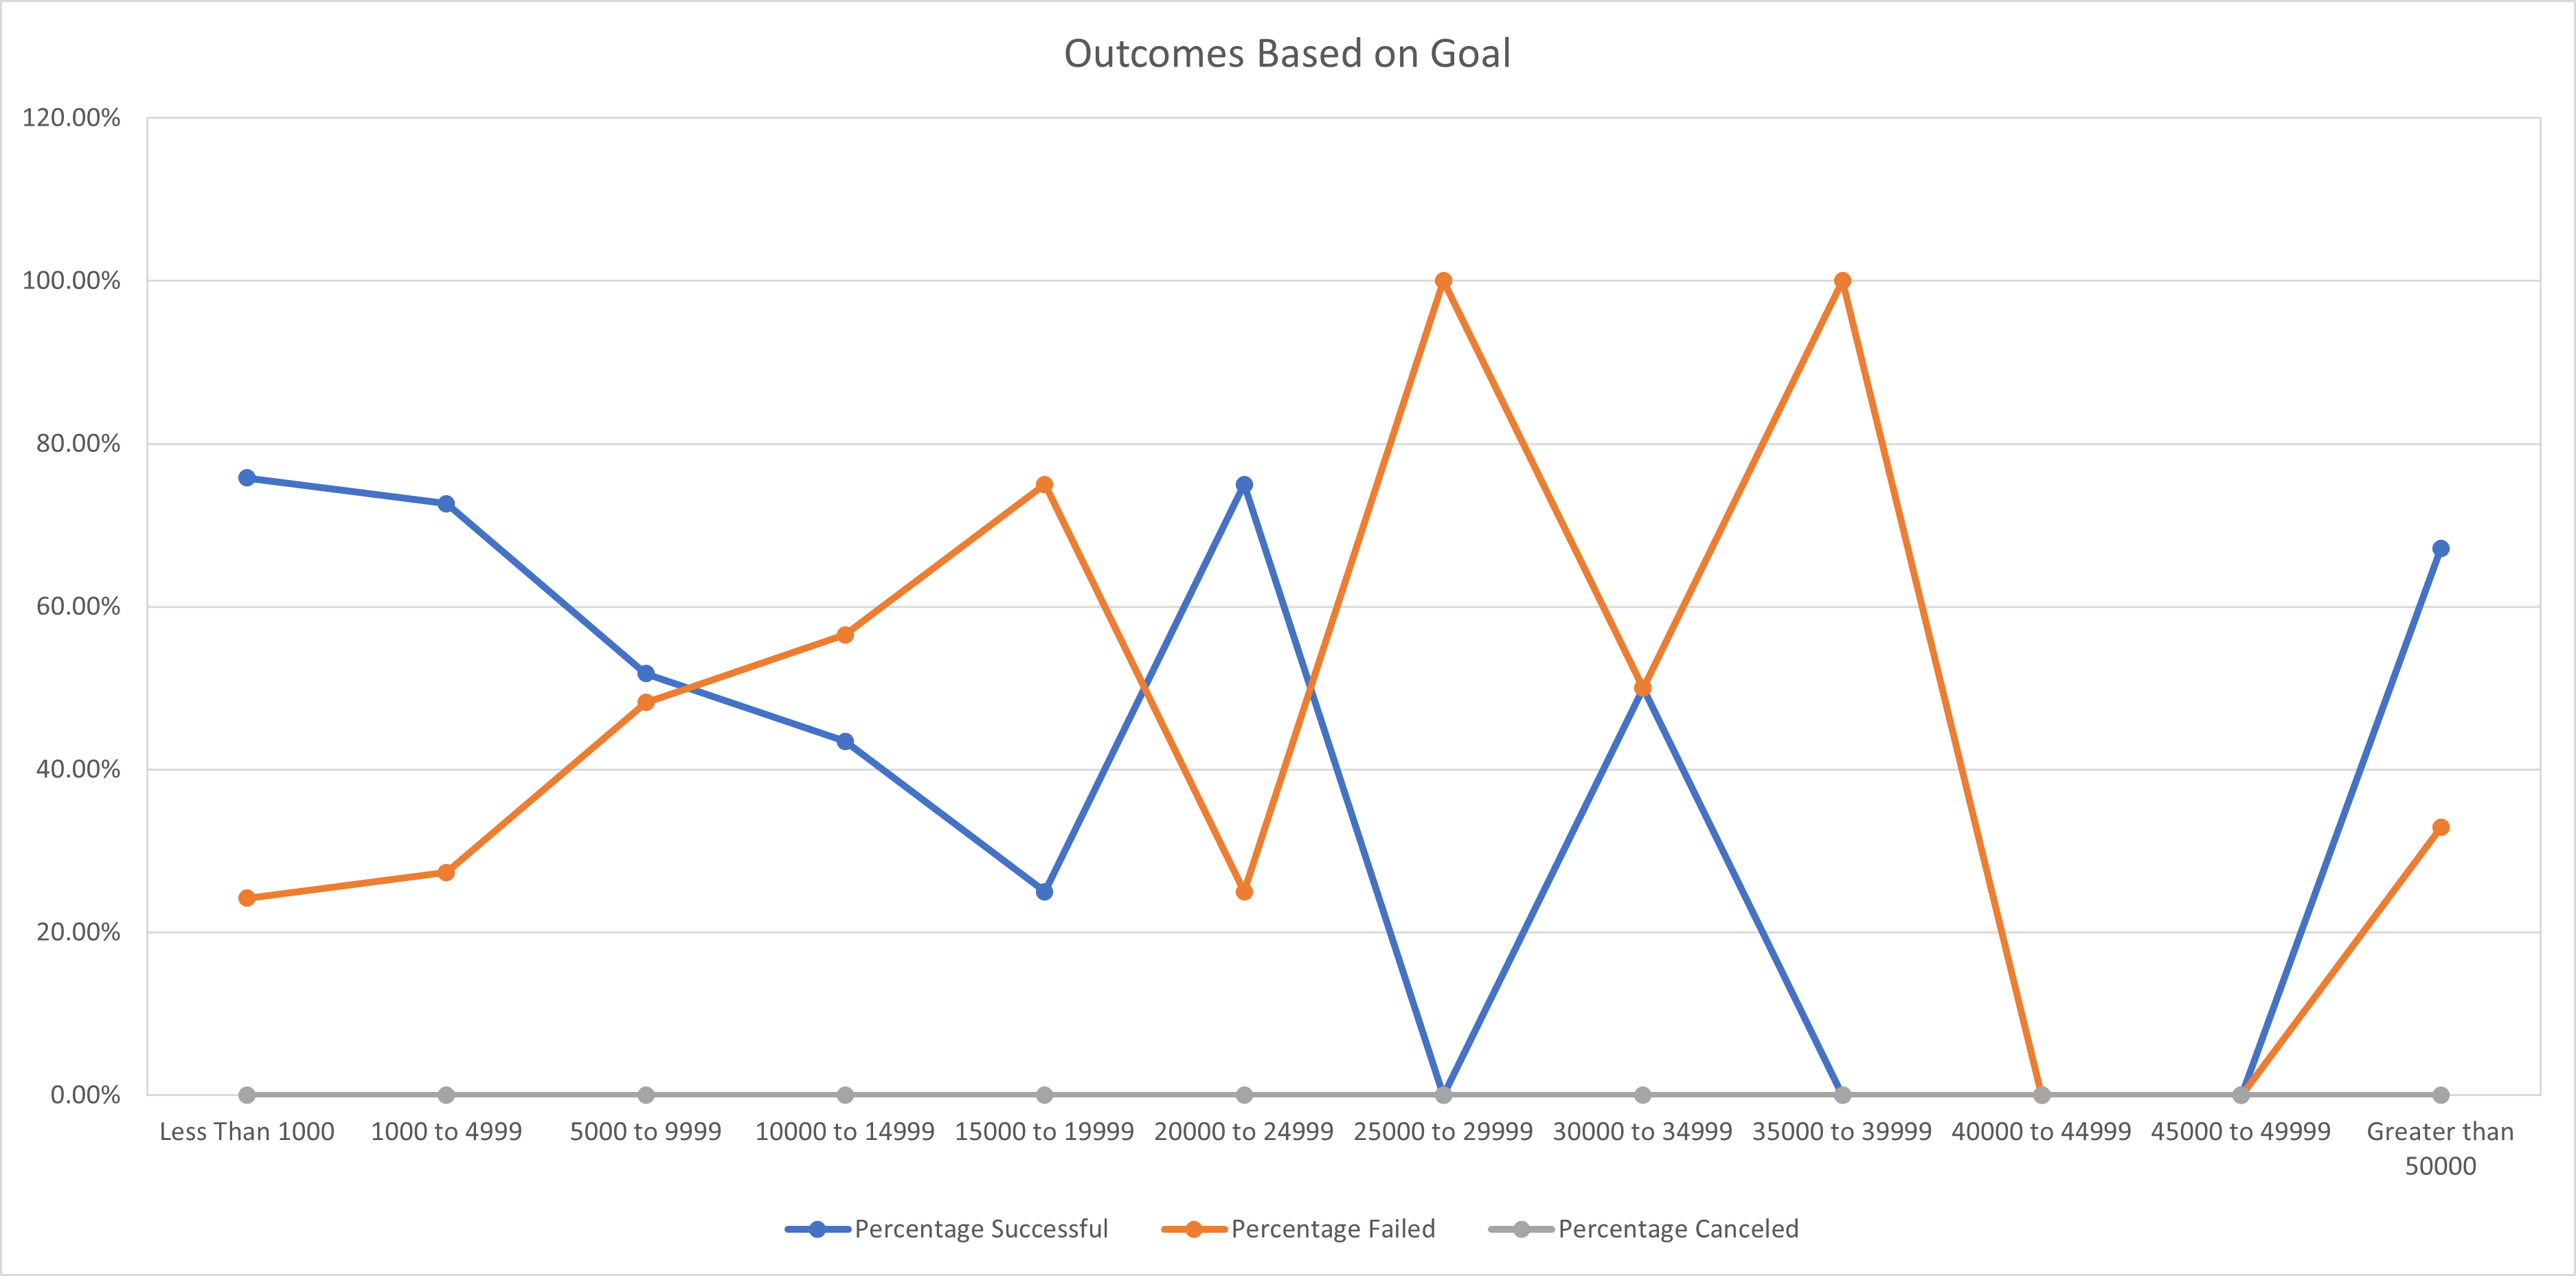 Outcomes Based on Goal
120.00%
100.00%
80.00%
60.00%
40.00%
20.00%
0.00%
Less Than 1000
1000 to 4999
5000 to 9999
10000 to 14999
15000 to 19999
20000 to 24999
25000 to 29999
30000 to 34999
35000 to 39999
40000 to 44999
45000 to 49999
Greater than
50000
Percentage Successful
Percentage Failed
Percentage Canceled